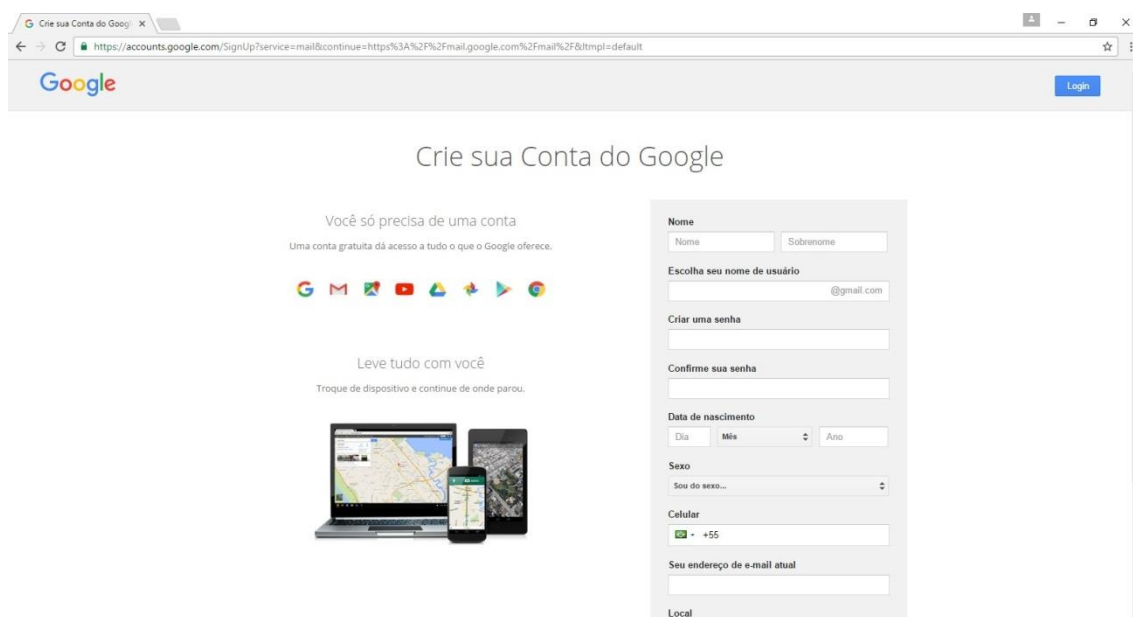 Crie sua Conta do Googl
https://accounts.google.com/SignUp?service=mail&continue=https%3A%2F%2Fmail.google.com%2Fmail%2F&ltmpl=default
Google
Login
Crie sua Conta do Google
Você só precisa de uma conta
Uma conta gratuita dá acesso a tudo o que o Google oferece.
Leve tudo com você
Troque de dispositivo e continue de onde parou.
Nome
Nome Sobrenome
Escolha seu nome de usuário
@gmail.com
Criar uma senha
Confirme sua senha
Data de nascimento
Dia Mês Ano
Sexo
Sou do sexo...
Celular
+55
Seu endereço de e-mail atual
Local